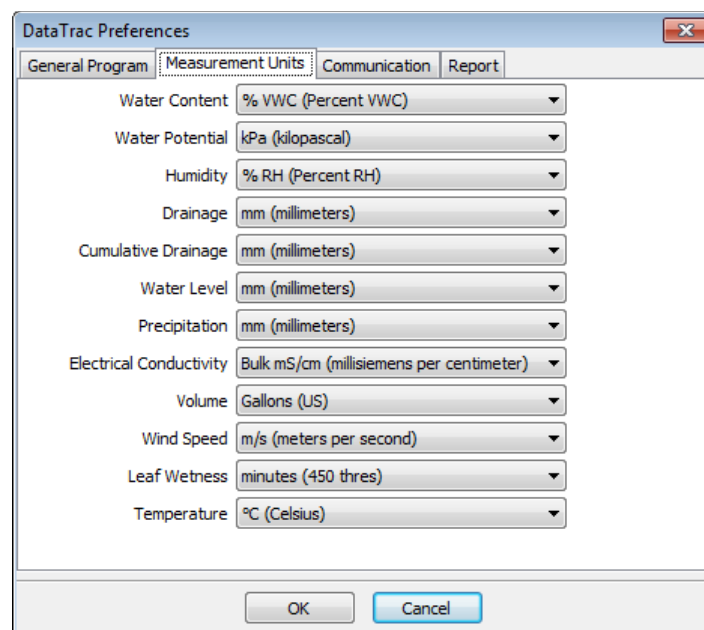 DataTrac Preferences
General Program Measurement Units Communication Report
Water Content % VWC (Percent VWC)
Water Potential kPa (kilopascal)
Humidity % RH (Percent RH)
Drainage mm (millimeters)
Cumulative Drainage mm (millimeters)
Water Level mm (millimeters)
Precipitation mm (millimeters)
Electrical Conductivity Bulk mS/cm (millisiemens per centimeter)
Volume Gallons (US)
Wind Speed m/s (meters per second)
Leaf Wetness minutes (450 thres)
Temperature °C (Celsius)
OK Cancel